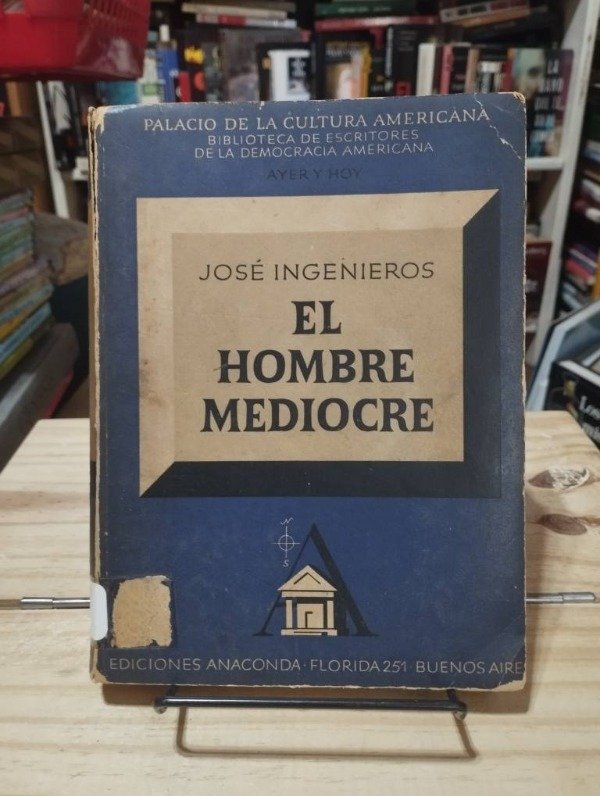 PALACIO DE LA CULTURA AMERICANA
BIBLIOTECA DE ESCRITORES
DE LA DEMOCRACIA AMERICANA
AYER Y HOY
JOSÉ INGENIEROS
EL
HOMBRE
MEDIOCRE
N
S
A
EDICIONES ANACONDA · FLORIDA 251 · BUENOS AIRE